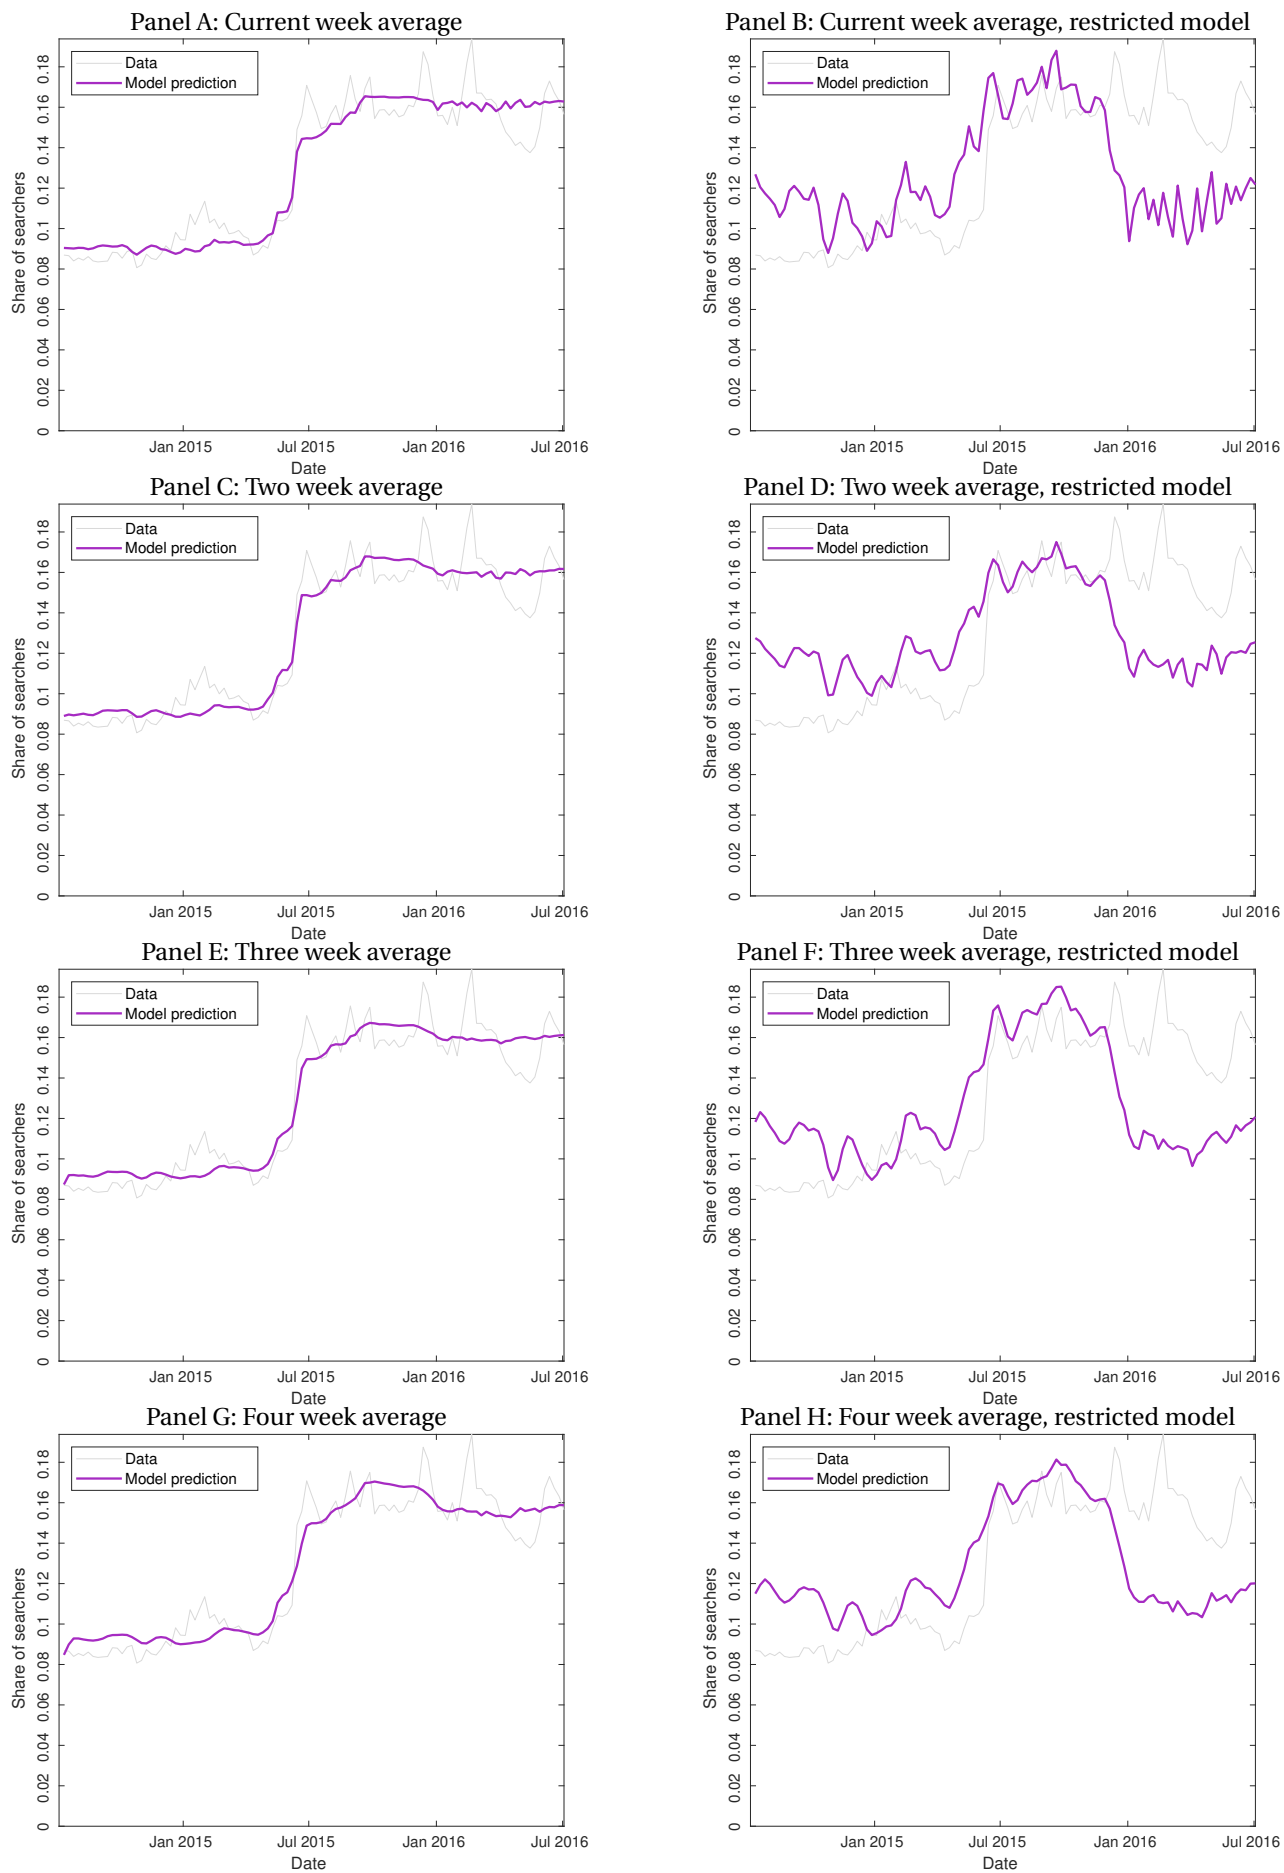 Panel A: Current week average
Data
Model prediction
Share of searchers
0
0.02
0.04
0.06
0.08
0.1
0.12
0.14
0.16
0.18
Jan 2015
Jul 2015
Jan 2016
Jul 2016
Date
Panel B: Current week average, restricted model
Data
Model prediction
Share of searchers
0
0.02
0.04
0.06
0.08
0.1
0.12
0.14
0.16
0.18
Jan 2015
Jul 2015
Jan 2016
Jul 2016
Date
Panel C: Two week average
Data
Model prediction
Share of searchers
0
0.02
0.04
0.06
0.08
0.1
0.12
0.14
0.16
0.18
Jan 2015
Jul 2015
Jan 2016
Jul 2016
Date
Panel D: Two week average, restricted model
Data
Model prediction
Share of searchers
0
0.02
0.04
0.06
0.08
0.1
0.12
0.14
0.16
0.18
Jan 2015
Jul 2015
Jan 2016
Jul 2016
Date
Panel E: Three week average
Data
Model prediction
Share of searchers
0
0.02
0.04
0.06
0.08
0.1
0.12
0.14
0.16
0.18
Jan 2015
Jul 2015
Jan 2016
Jul 2016
Date
Panel F: Three week average, restricted model
Data
Model prediction
Share of searchers
0
0.02
0.04
0.06
0.08
0.1
0.12
0.14
0.16
0.18
Jan 2015
Jul 2015
Jan 2016
Jul 2016
Date
Panel G: Four week average
Data
Model prediction
Share of searchers
0
0.02
0.04
0.06
0.08
0.1
0.12
0.14
0.16
0.18
Jan 2015
Jul 2015
Jan 2016
Jul 2016
Date
Panel H: Four week average, restricted model
Data
Model prediction
Share of searchers
0
0.02
0.04
0.06
0.08
0.1
0.12
0.14
0.16
0.18
Jan 2015
Jul 2015
Jan 2016
Jul 2016
Date